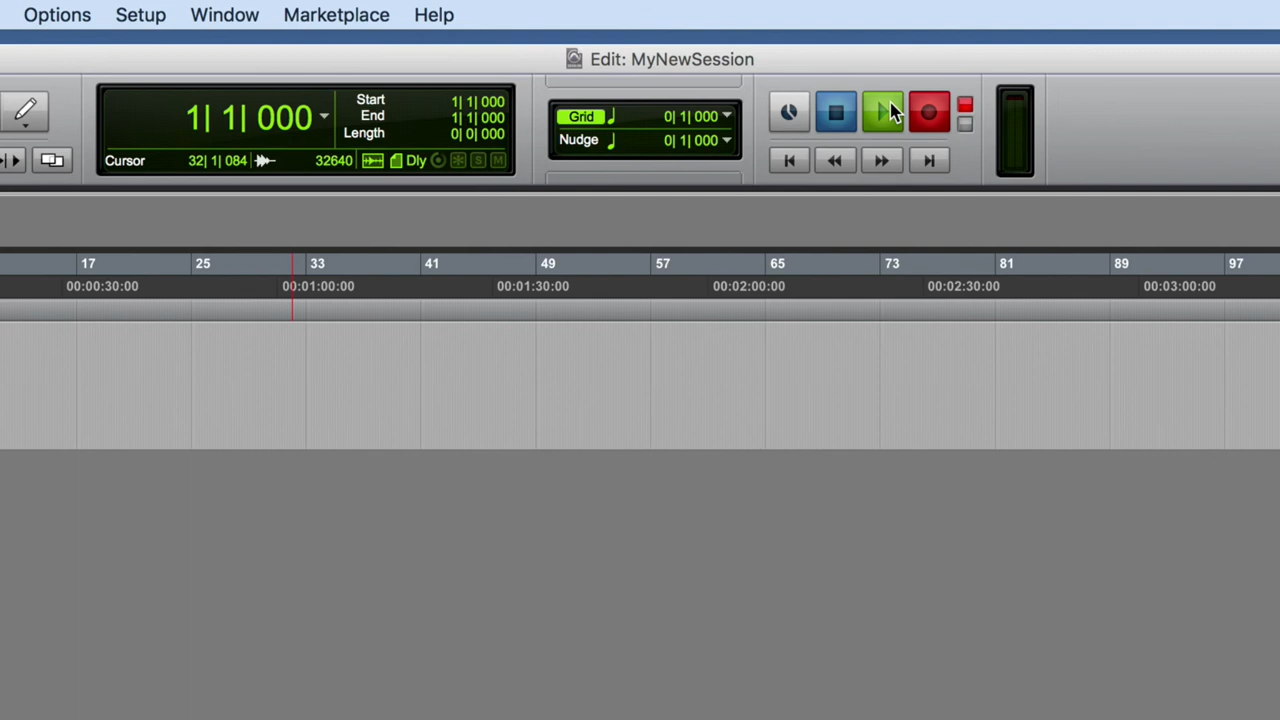 Options Setup Window Marketplace Help
Edit: MyNewSession
1| 1| 000
Start 1| 1| 000
End 1| 1| 000
Length 0| 0| 000
Cursor 32| 1| 084 32640 Dly S M
Grid 0| 1| 000
Nudge 0| 1| 000
17 25 33 41 49 57 65 73 81 89 97
00:00:30:00 00:01:00:00 00:01:30:00 00:02:00:00 00:02:30:00 00:03:00:00